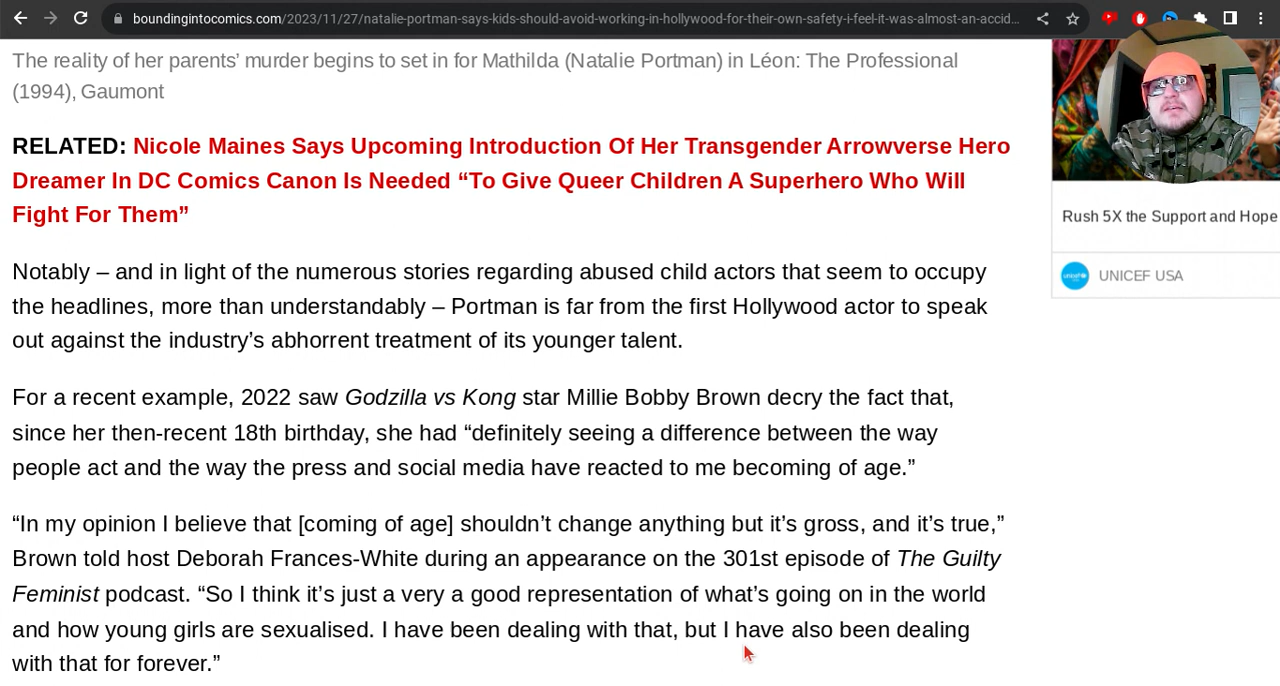 boundingintocomics.com/2023/11/27/natalie-portman-says-kids-should-avoid-working-in-hollywood-for-their-own-safety-i-feel-it-was-almost-an-accid...
The reality of her parents’ murder begins to set in for Mathilda (Natalie Portman) in Léon: The Professional
(1994), Gaumont
RELATED: Nicole Maines Says Upcoming Introduction Of Her Transgender Arrowverse Hero
Dreamer In DC Comics Canon Is Needed “To Give Queer Children A Superhero Who Will
Fight For Them”
Rush 5X the Support and Hope
UNICEF USA
Notably – and in light of the numerous stories regarding abused child actors that seem to occupy
the headlines, more than understandably – Portman is far from the first Hollywood actor to speak
out against the industry’s abhorrent treatment of its younger talent.
For a recent example, 2022 saw Godzilla vs Kong star Millie Bobby Brown decry the fact that,
since her then-recent 18th birthday, she had “definitely seeing a difference between the way
people act and the way the press and social media have reacted to me becoming of age.”
“In my opinion I believe that [coming of age] shouldn’t change anything but it’s gross, and it’s true,”
Brown told host Deborah Frances-White during an appearance on the 301st episode of The Guilty
Feminist podcast. “So I think it’s just a very a good representation of what’s going on in the world
and how young girls are sexualised. I have been dealing with that, but I have also been dealing
with that for forever.”